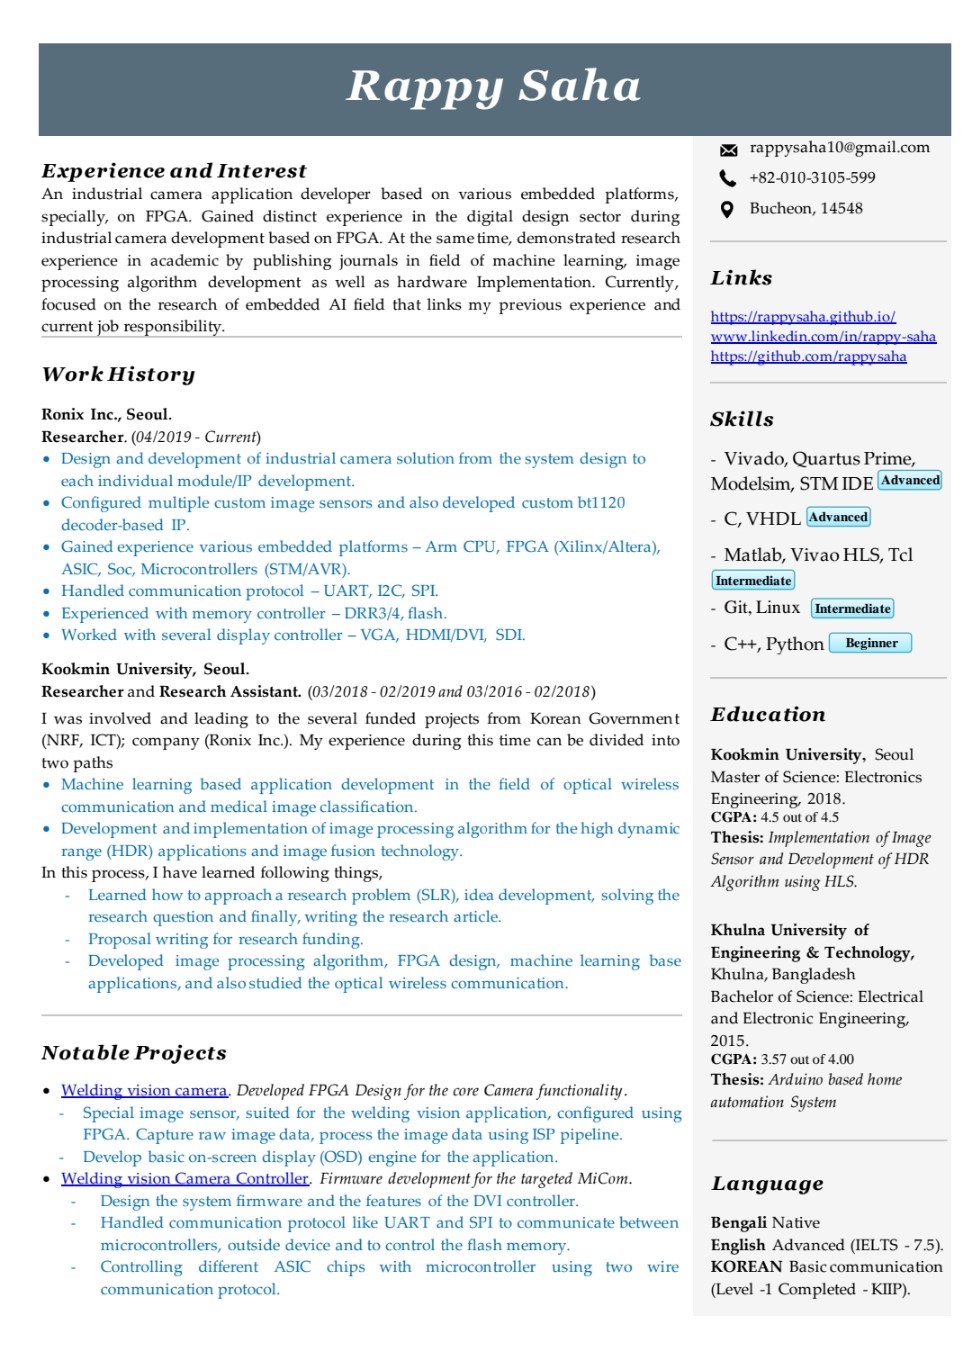 Rappy Saha
Experience and Interest
An industrial camera application developer based on various embedded platforms,
specially, on FPGA. Gained distinct experience in the digital design sector during
industrial camera development based on FPGA. At the same time, demonstrated research
experience in academic by publishing journals in field of machine learning, image
processing algorithm development as well as hardware Implementation. Currently,
focused on the research of embedded AI field that links my previous experience and
current job responsibility.
Work History
Ronix Inc., Seoul.
Researcher. (04/2019 - Current)
• Design and development of industrial camera solution from the system design to
each individual module/IP development.
• Configured multiple custom image sensors and also developed custom bt1120
decoder-based IP.
• Gained experience various embedded platforms – Arm CPU, FPGA (Xilinx/Altera),
ASIC, Soc, Microcontrollers (STM/AVR).
• Handled communication protocol – UART, I2C, SPI.
• Experienced with memory controller – DRR3/4, flash.
• Worked with several display controller – VGA, HDMI/DVI, SDI.
Kookmin University, Seoul.
Researcher and Research Assistant. (03/2018 - 02/2019 and 03/2016 - 02/2018)
I was involved and leading to the several funded projects from Korean Government
(NRF, ICT); company (Ronix Inc.). My experience during this time can be divided into
two paths
• Machine learning based application development in the field of optical wireless
communication and medical image classification.
• Development and implementation of image processing algorithm for the high dynamic
range (HDR) applications and image fusion technology.
In this process, I have learned following things,
- Learned how to approach a research problem (SLR), idea development, solving the
research question and finally, writing the research article.
- Proposal writing for research funding.
- Developed image processing algorithm, FPGA design, machine learning base
applications, and also studied the optical wireless communication.
Notable Projects
• Welding vision camera. Developed FPGA Design for the core Camera functionality.
- Special image sensor, suited for the welding vision application, configured using
FPGA. Capture raw image data, process the image data using ISP pipeline.
- Develop basic on-screen display (OSD) engine for the application.
• Welding vision Camera Controller. Firmware development for the targeted MiCom.
- Design the system firmware and the features of the DVI controller.
- Handled communication protocol like UART and SPI to communicate between
microcontrollers, outside device and to control the flash memory.
- Controlling different ASIC chips with microcontroller using two wire
communication protocol.
rappysaha10@gmail.com
+82-010-3105-599
Bucheon, 14548
Links
https://rappysaha.github.io/
www.linkedin.com/in/rappy-saha
https://github.com/rappysaha
Skills
- Vivado, Quartus Prime,
Modelsim, STM IDE Advanced
- C, VHDL Advanced
- Matlab, Vivao HLS, Tcl
Intermediate
- Git, Linux Intermediate
- C++, Python Beginner
Education
Kookmin University, Seoul
Master of Science: Electronics
Engineering, 2018.
CGPA: 4.5 out of 4.5
Thesis: Implementation of Image
Sensor and Development of HDR
Algorithm using HLS.
Khulna University of
Engineering & Technology,
Khulna, Bangladesh
Bachelor of Science: Electrical
and Electronic Engineering,
2015.
CGPA: 3.57 out of 4.00
Thesis: Arduino based home
automation System
Language
Bengali Native
English Advanced (IELTS - 7.5).
KOREAN Basic communication
(Level -1 Completed - KIIP).